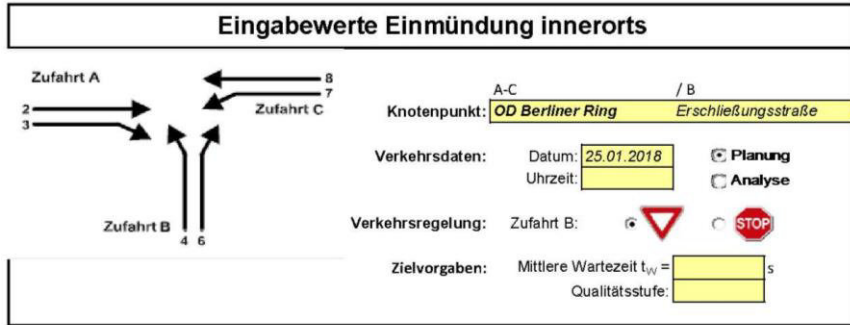 Eingabewerte Einmündung innerorts
Zufahrt A
8
7
Zufahrt C
2
3
Zufahrt B
4 6
A-C / B
Knotenpunkt: OD Berliner Ring Erschließungsstraße
Verkehrsdaten: Datum: 25.01.2018 Planung
Uhrzeit: Analyse
Verkehrsregelung: Zufahrt B: STOP
Zielvorgaben: Mittlere Wartezeit tW = s
Qualitätsstufe: